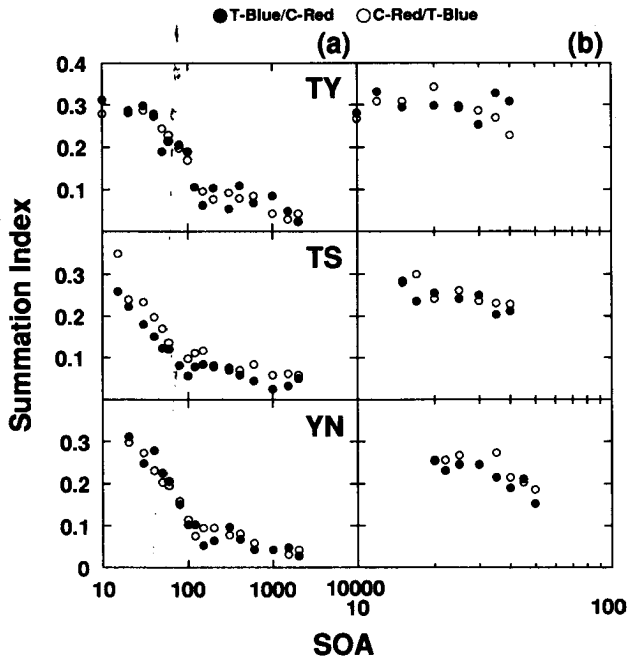 ● T-Blue/C-Red ○ C-Red/T-Blue
(a) (b)
0.4
TY
0.3
0.2
0.1
TS
0.3
0.2
0.1
YN
0.3
0.2
0.1
0
Summation Index
10 100 1000 10000
10 100
SOA